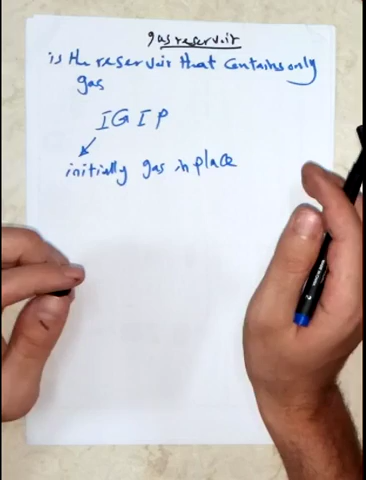 gas reservoir
is the reservoir that contains only
gas
IGIP
initially gas in place